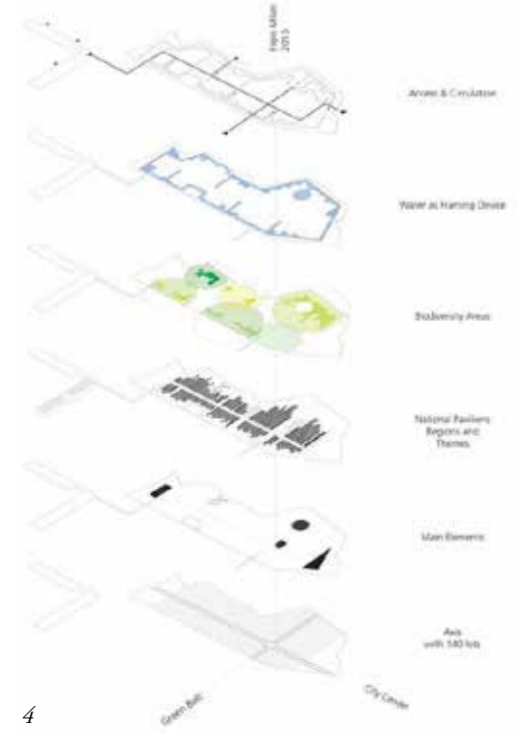 Expo Milan
2015
Access & Circulation
Water as Framing Device
Biodiversity Areas
National Pavilions
Regions and
Themes
Main Elements
Axis
with 140 lots
Green Belt
City Center
4